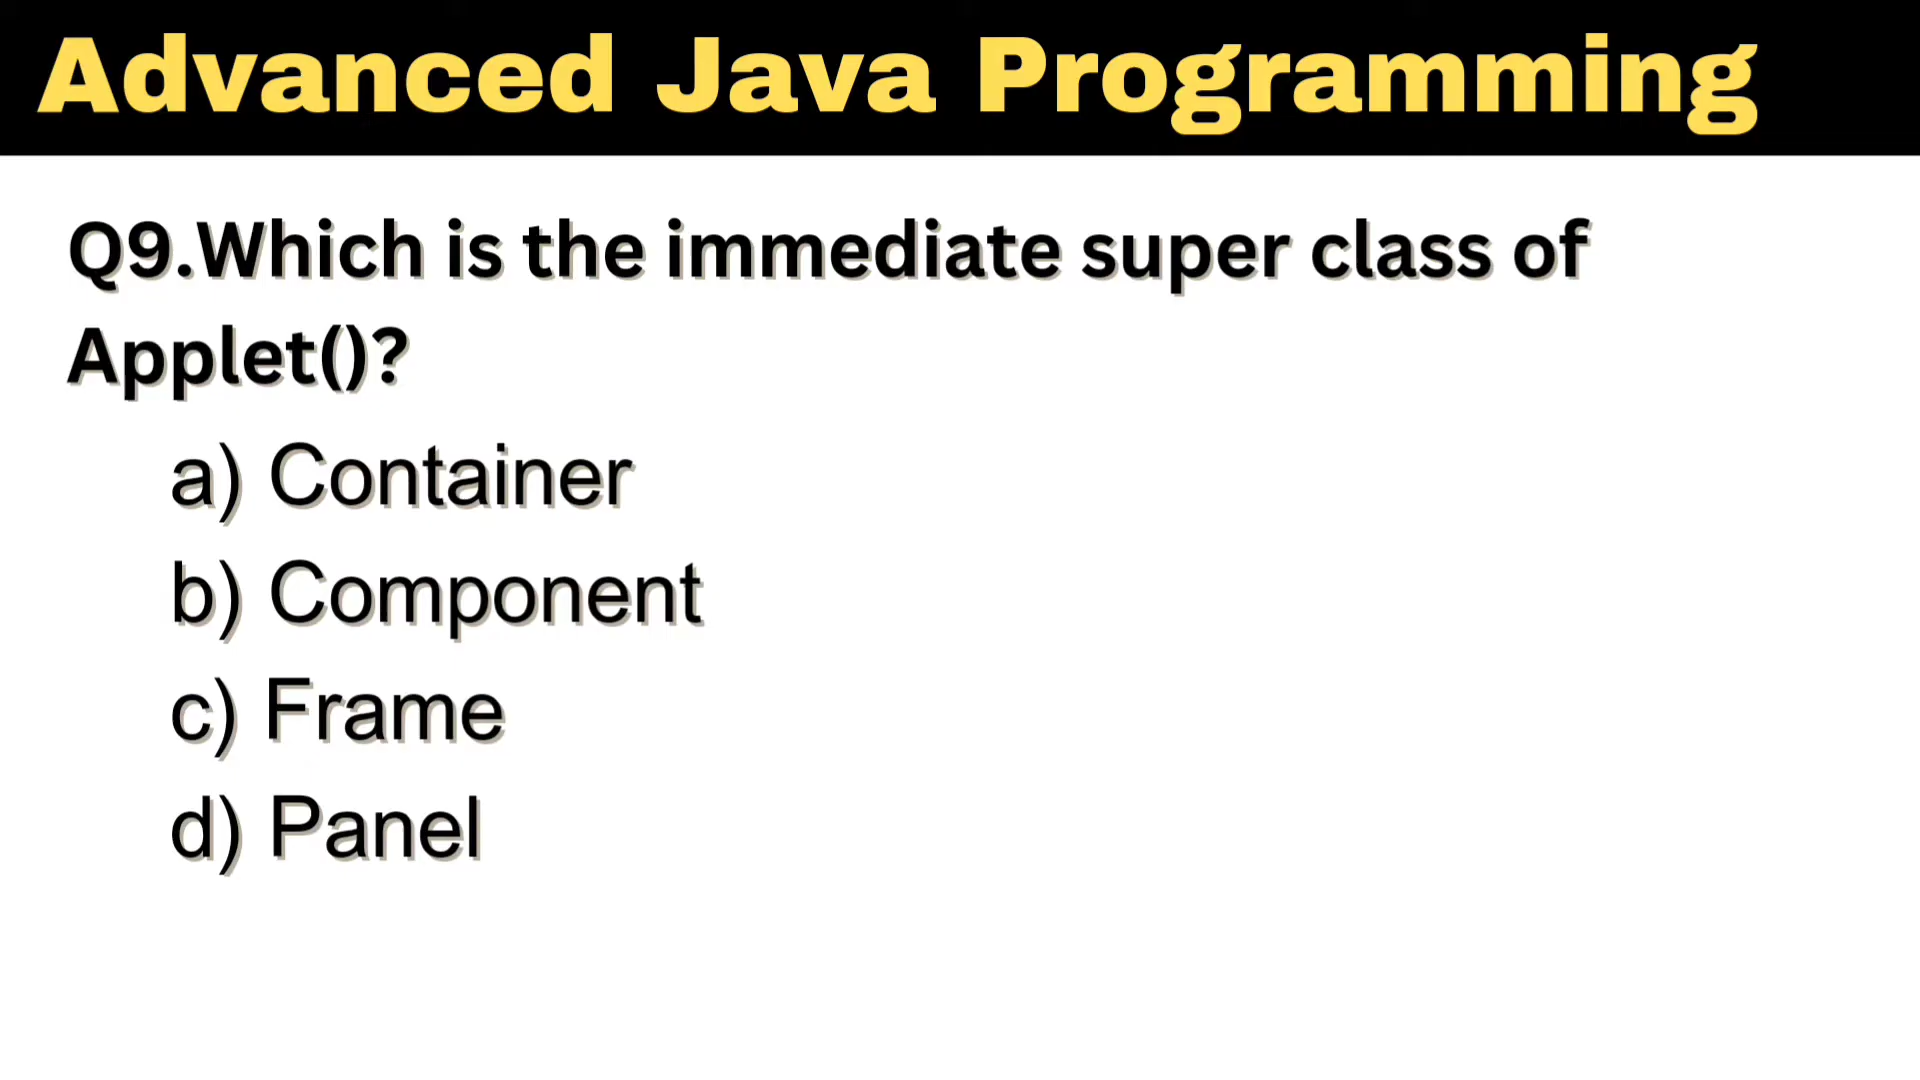 Advanced Java Programming
Q9.Which is the immediate super class of
Applet()?
a) Container
b) Component
c) Frame
d) Panel